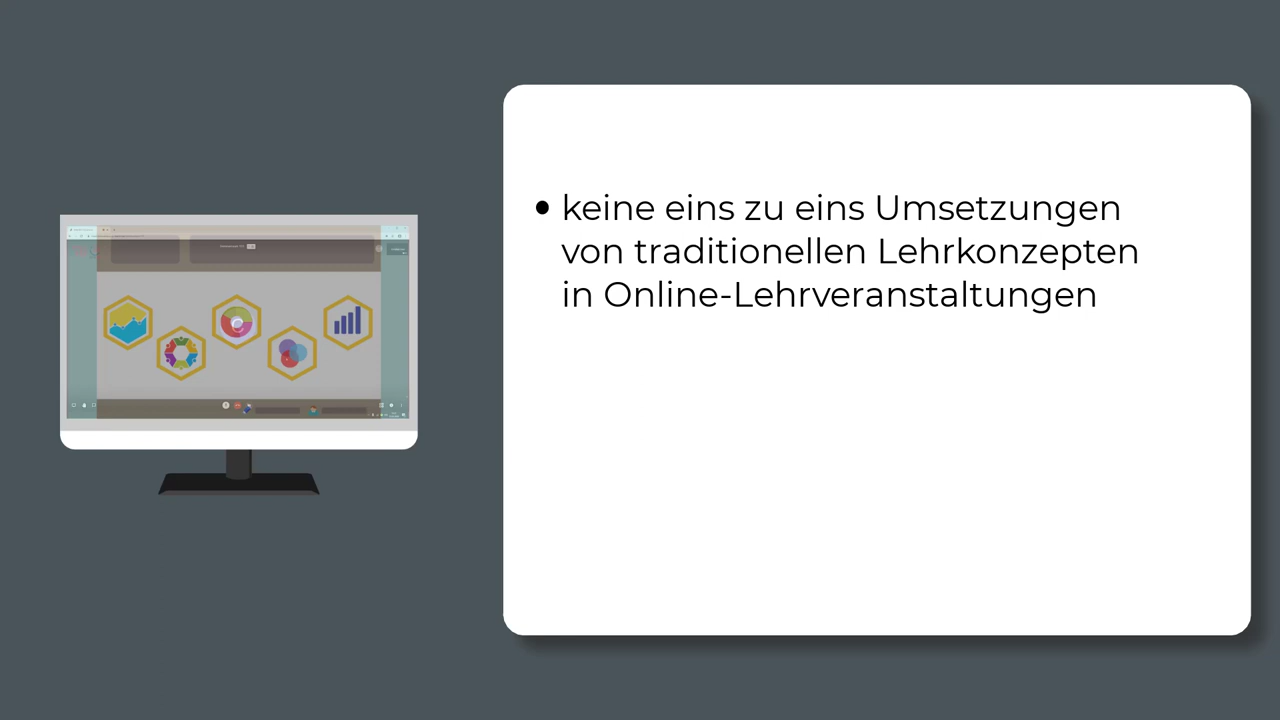 • keine eins zu eins Umsetzungen
von traditionellen Lehrkonzepten
in Online-Lehrveranstaltungen